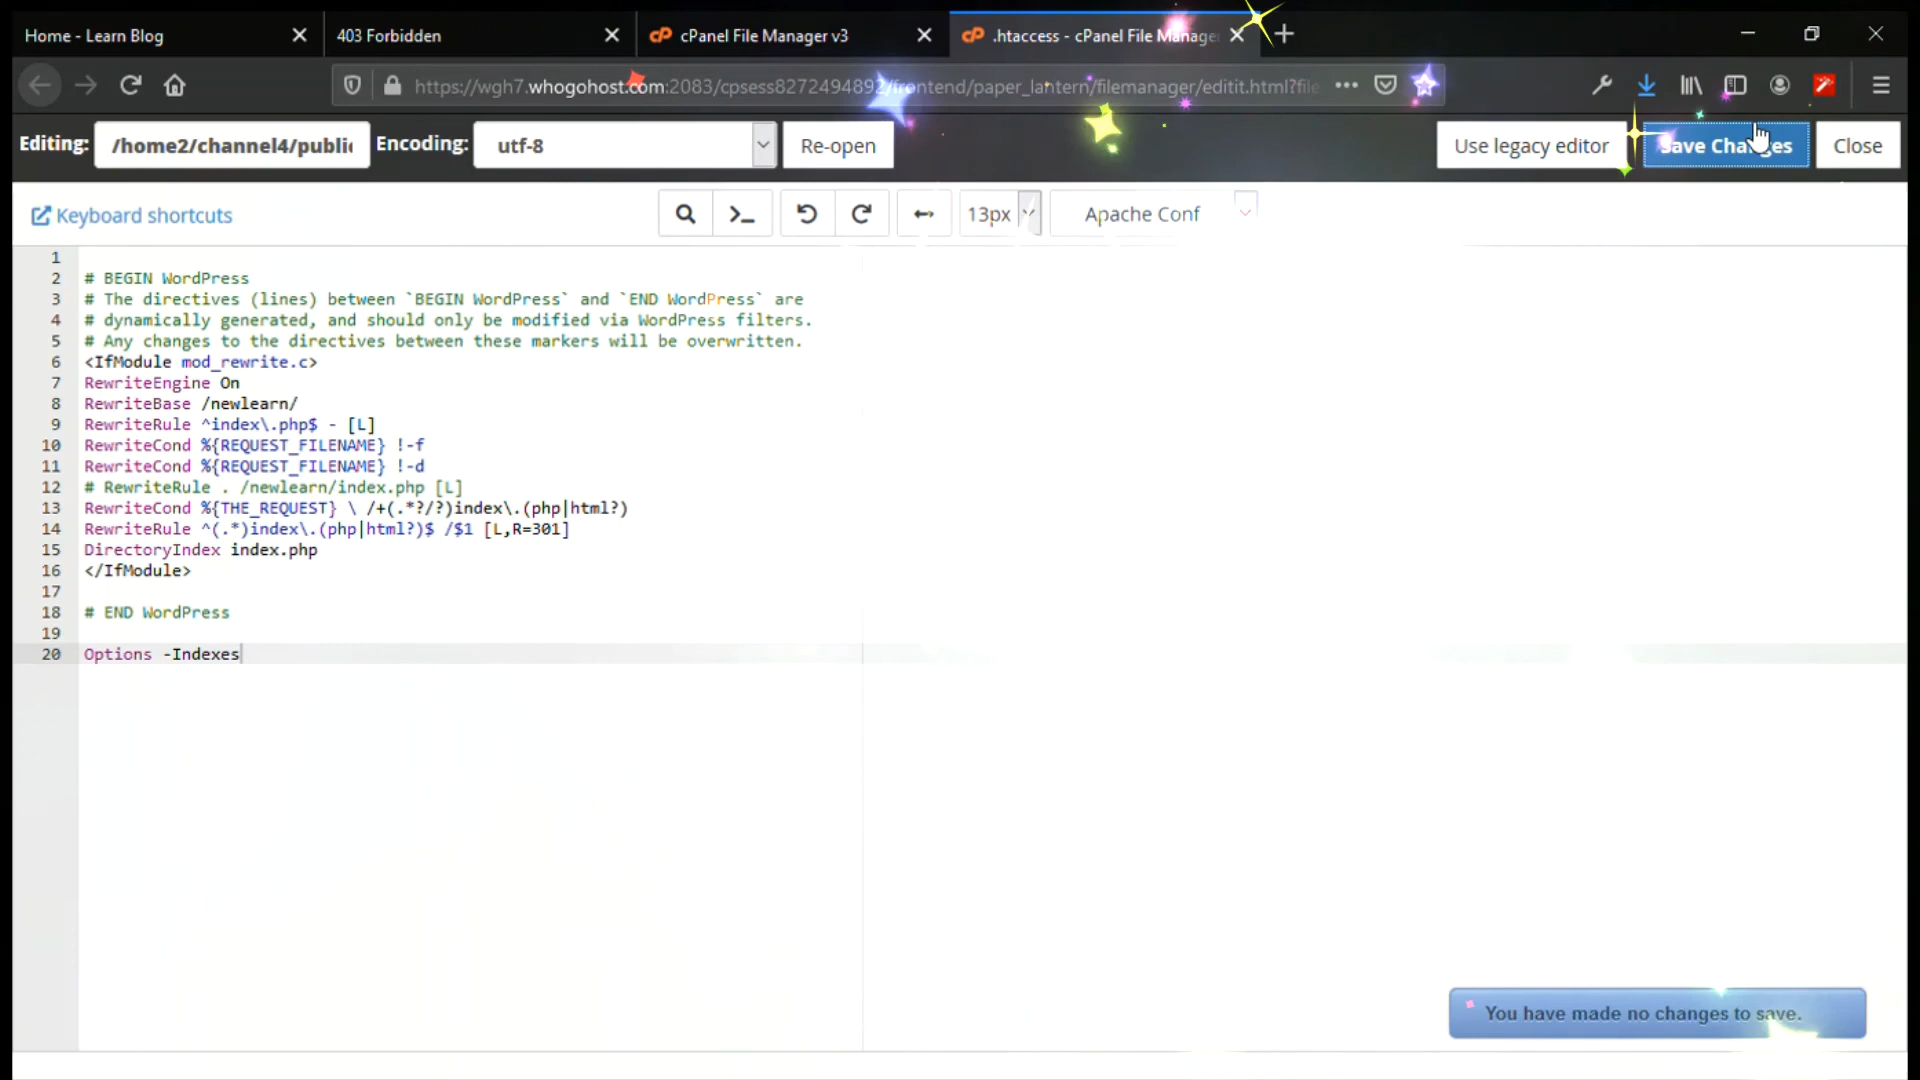 Home - Learn Blog
403 Forbidden
cPanel File Manager v3
.htaccess - cPanel File Manage
https://wgh7.whogohost.com:2083/cpsess8272494892/frontend/paper_lantern/filemanager/editit.html?file
Editing:
/home2/channel4/public
Encoding:
utf-8
Re-open
Use legacy editor
Save Changes
Close
Keyboard shortcuts
13px
Apache Conf
1
2 # BEGIN WordPress
3 # The directives (lines) between `BEGIN WordPress` and `END WordPress` are
4 # dynamically generated, and should only be modified via WordPress filters.
5 # Any changes to the directives between these markers will be overwritten.
6 <IfModule mod_rewrite.c>
7 RewriteEngine On
8 RewriteBase /newlearn/
9 RewriteRule ^index\.php$ - [L]
10 RewriteCond %{REQUEST_FILENAME} !-f
11 RewriteCond %{REQUEST_FILENAME} !-d
12 # RewriteRule . /newlearn/index.php [L]
13 RewriteCond %{THE_REQUEST} \ /+(.*?/?)index\.(php|html?)
14 RewriteRule ^(.*)index\.(php|html?)$ /$1 [L,R=301]
15 DirectoryIndex index.php
16 </IfModule>
17
18 # END WordPress
19
20 Options -Indexes
You have made no changes to save.